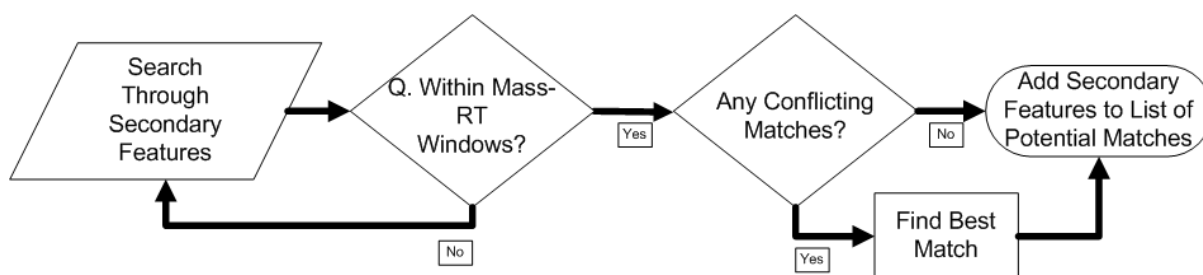 Search
Through
Secondary
Features
Q. Within Mass-
RT
Windows?
Yes
No
Any Conflicting
Matches?
No
Yes
Find Best
Match
Add Secondary
Features to List of
Potential Matches